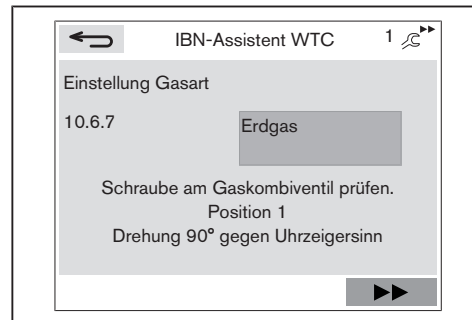 IBN-Assistent WTC 1
Einstellung Gasart
10.6.7 Erdgas
Schraube am Gaskombiventil prüfen.
Position 1
Drehung 90° gegen Uhrzeigersinn